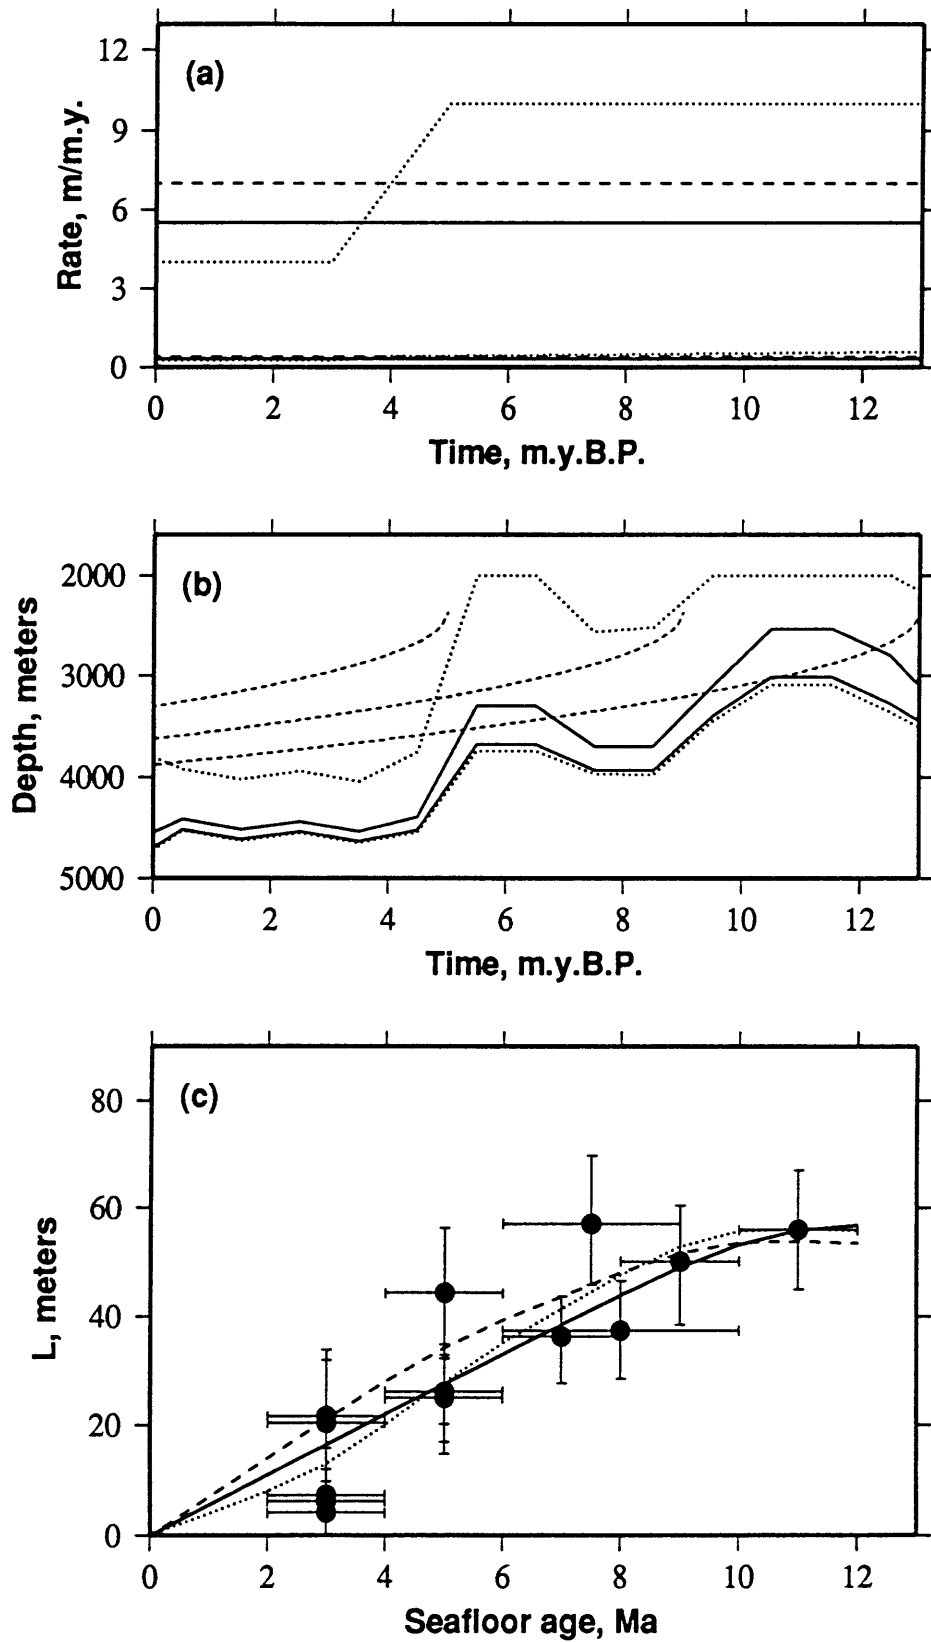 (a)
12
9
6
3
0
Rate, m/m.y.
0 2 4 6 8 10 12
Time, m.y.B.P.
(b)
2000
3000
4000
5000
Depth, meters
0 2 4 6 8 10 12
Time, m.y.B.P.
(c)
80
60
40
20
0
L, meters
0 2 4 6 8 10 12
Seafloor age, Ma